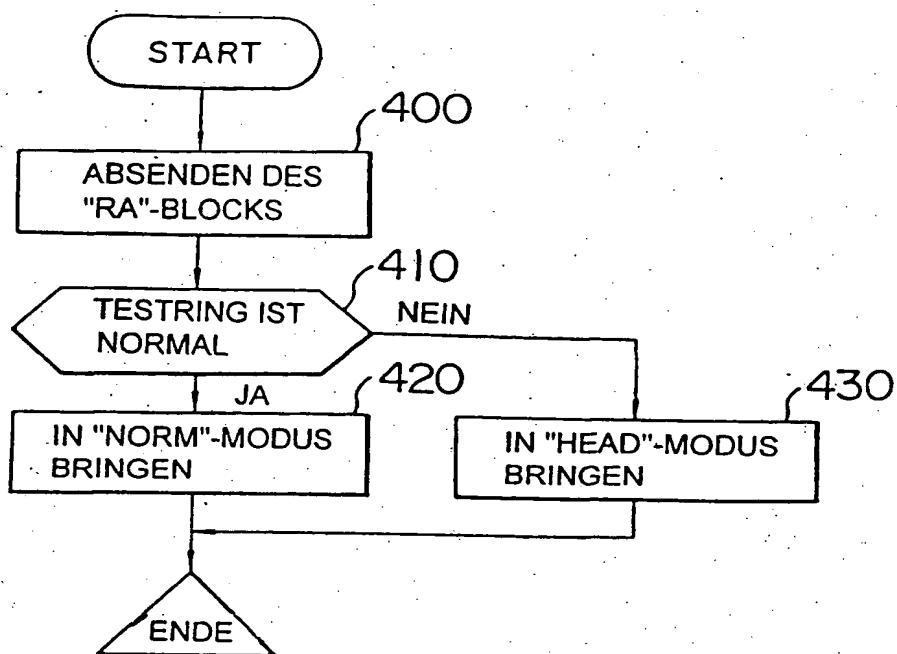 START
400
ABSENDEN DES
"RA"-BLOCKS
410
TESTRING IST
NORMAL
NEIN
JA
420
IN "NORM"-MODUS
BRINGEN
430
IN "HEAD"-MODUS
BRINGEN
ENDE